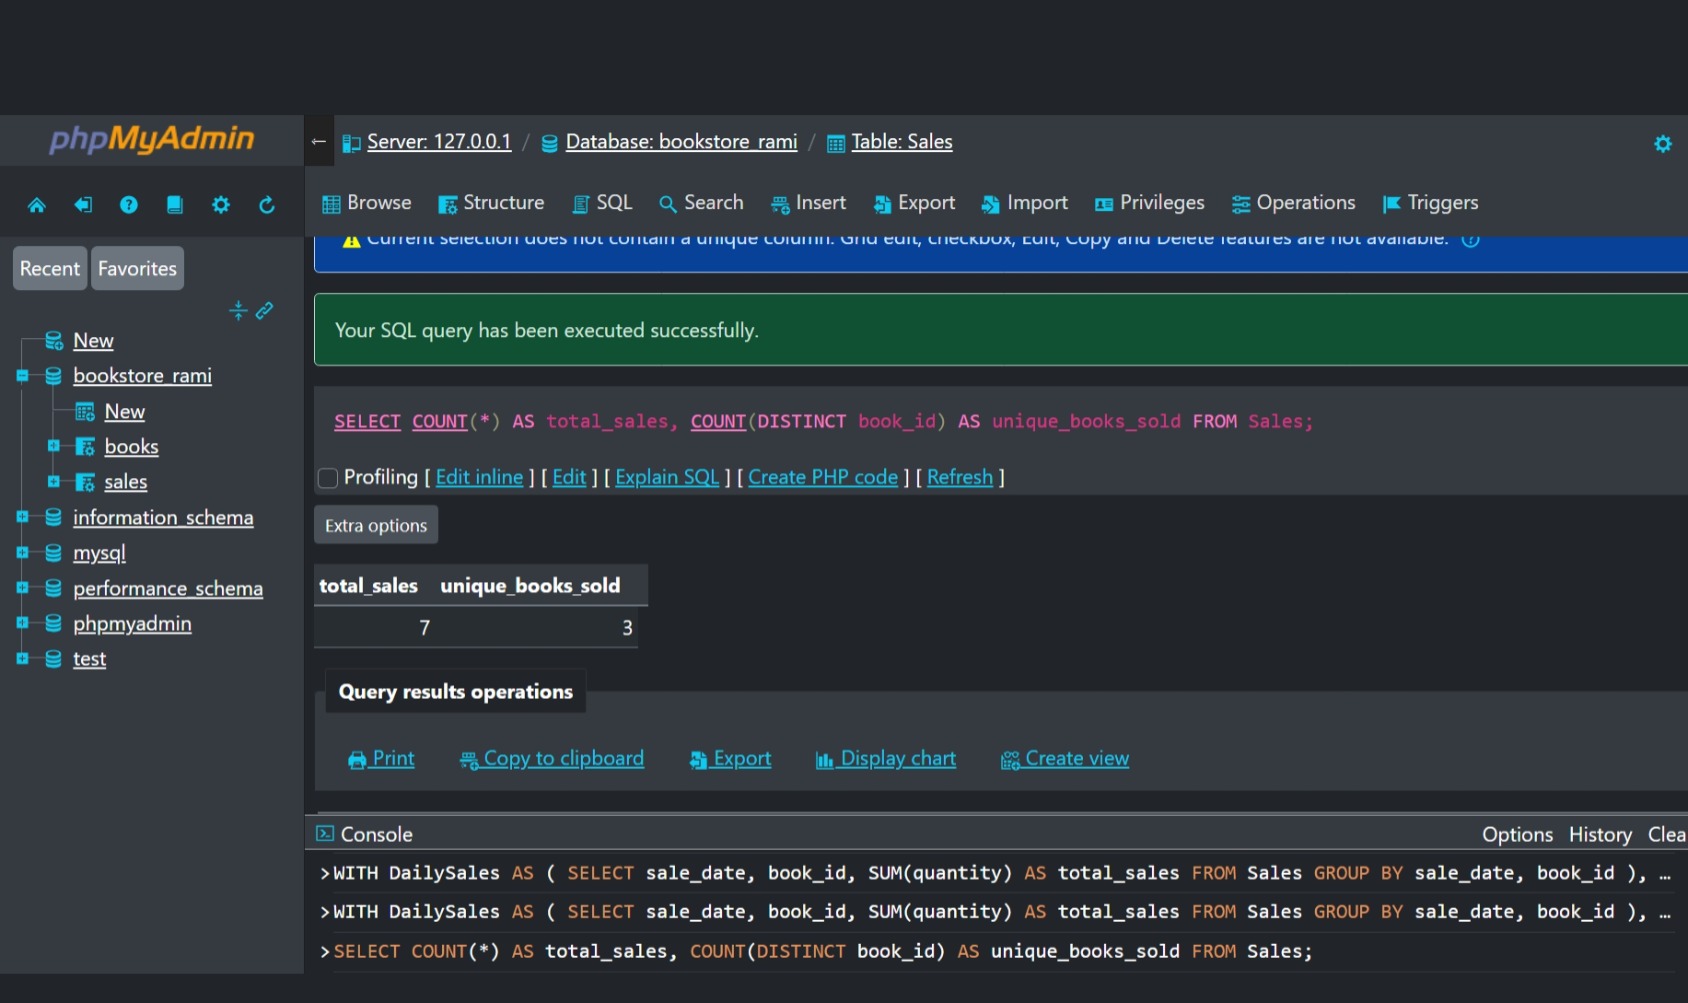 phpMyAdmin
Server: 127.0.0.1 / Database: bookstore_rami / Table: Sales
Browse Structure SQL Search Insert Export Import Privileges Operations Triggers
Current selection does not contain a unique column. Grid edit, checkbox, Edit, Copy and Delete features are not available.
Recent Favorites
New
bookstore_rami
New
books
sales
information_schema
mysql
performance_schema
phpmyadmin
test
Your SQL query has been executed successfully.
SELECT COUNT(*) AS total_sales, COUNT(DISTINCT book_id) AS unique_books_sold FROM Sales;
Profiling [ Edit inline ] [ Edit ] [ Explain SQL ] [ Create PHP code ] [ Refresh ]
Extra options
total_sales unique_books_sold
7 3
Query results operations
Print Copy to clipboard Export Display chart Create view
Console Options History Clea
>WITH DailySales AS ( SELECT sale_date, book_id, SUM(quantity) AS total_sales FROM Sales GROUP BY sale_date, book_id ), …
>WITH DailySales AS ( SELECT sale_date, book_id, SUM(quantity) AS total_sales FROM Sales GROUP BY sale_date, book_id ), …
>SELECT COUNT(*) AS total_sales, COUNT(DISTINCT book_id) AS unique_books_sold FROM Sales;